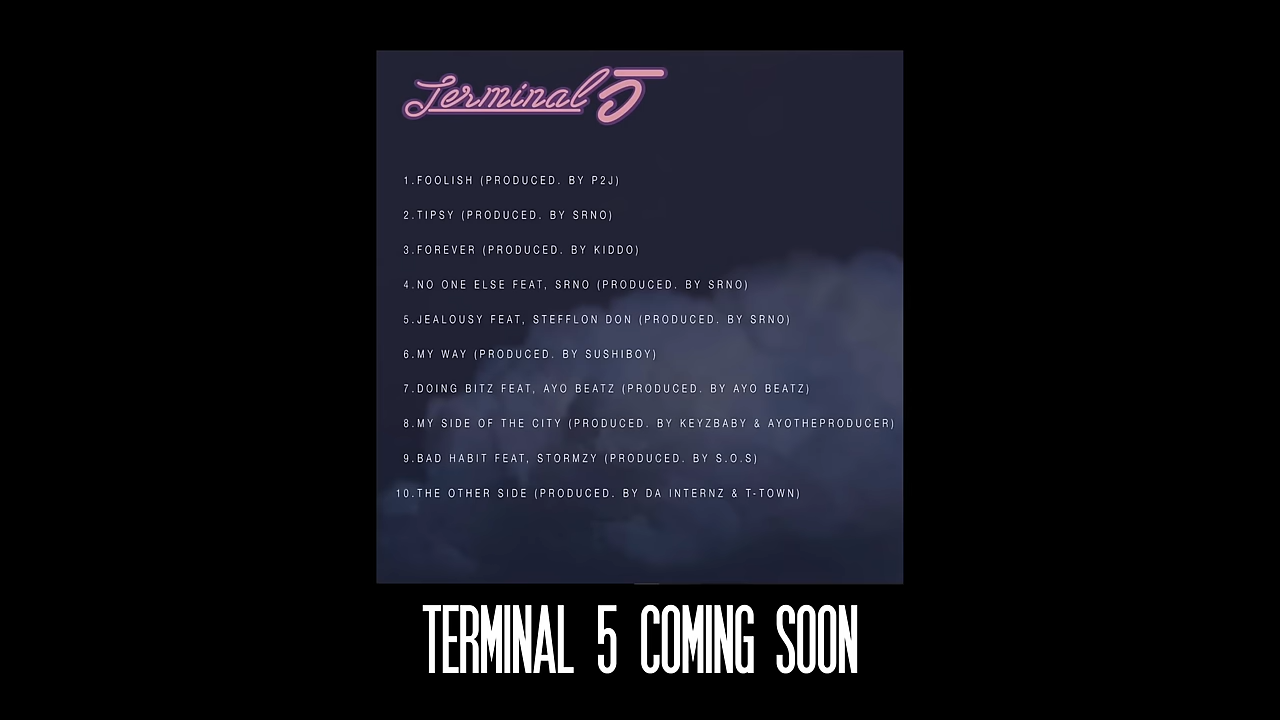 Terminal 5
1.FOOLISH (PRODUCED. BY P2J)
2.TIPSY (PRODUCED. BY SRNO)
3.FOREVER (PRODUCED. BY KIDDO)
4.NO ONE ELSE FEAT, SRNO (PRODUCED. BY SRNO)
5.JEALOUSY FEAT, STEFFLON DON (PRODUCED. BY SRNO)
6.MY WAY (PRODUCED. BY SUSHIBOY)
7.DOING BITZ FEAT, AYO BEATZ (PRODUCED. BY AYO BEATZ)
8.MY SIDE OF THE CITY (PRODUCED. BY KEYZBABY & AYOTHEPRODUCER)
9.BAD HABIT FEAT, STORMZY (PRODUCED. BY S.O.S)
10.THE OTHER SIDE (PRODUCED. BY DA INTERNZ & T-TOWN)
TERMINAL 5 COMING SOON